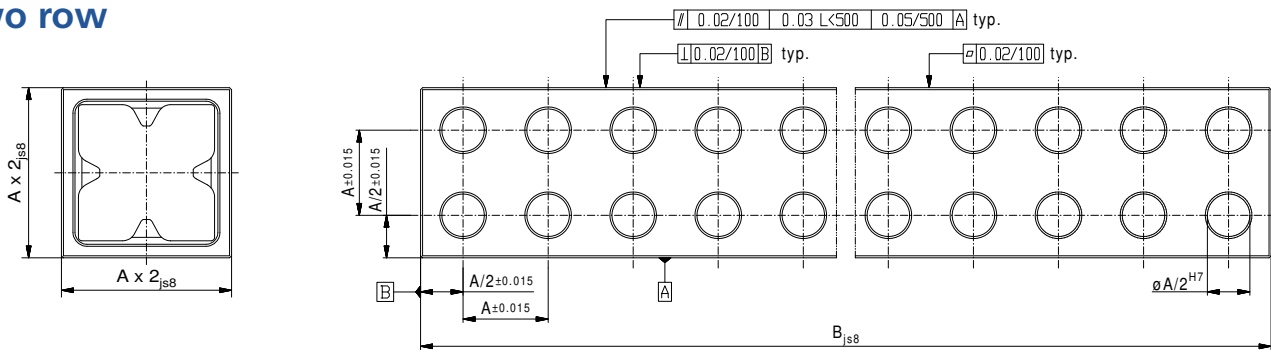 vo row
⫽ 0.02/100 0.03 L<500 0.05/500 A typ.
⊥ 0.02/100 B typ.
⏥ 0.02/100 typ.
A x 2js8
A±0.015
A/2±0.015
A x 2js8
B
A/2±0.015
A±0.015
A
øA/2H7
Bjs8